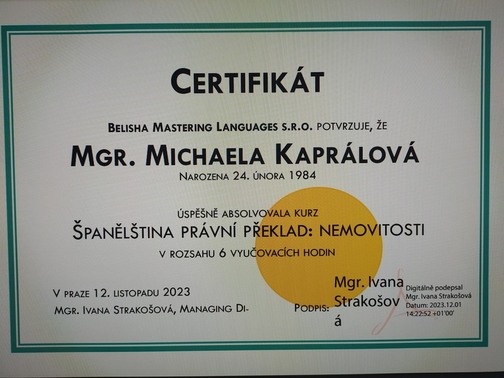 CERTIFIKÁT
BELISHA MASTERING LANGUAGES S.R.O. POTVRZUJE, ŽE
MGR. MICHAELA KAPRÁLOVÁ
NAROZENA 24. ÚNORA 1984
ÚSPĚŠNĚ ABSOLVOVALA KURZ
ŠPANĚLŠTINA PRÁVNÍ PŘEKLAD: NEMOVITOSTI
V ROZSAHU 6 VYUČOVACÍCH HODIN
V PRAZE 12. LISTOPADU 2023
MGR. IVANA STRAKOŠOVÁ, MANAGING DI-
PODPIS:
Mgr. Ivana
Strakošov
á
Digitálně podepsal
Mgr. Ivana Strakošová
Datum: 2023.12.01
14:22:52 +01'00'